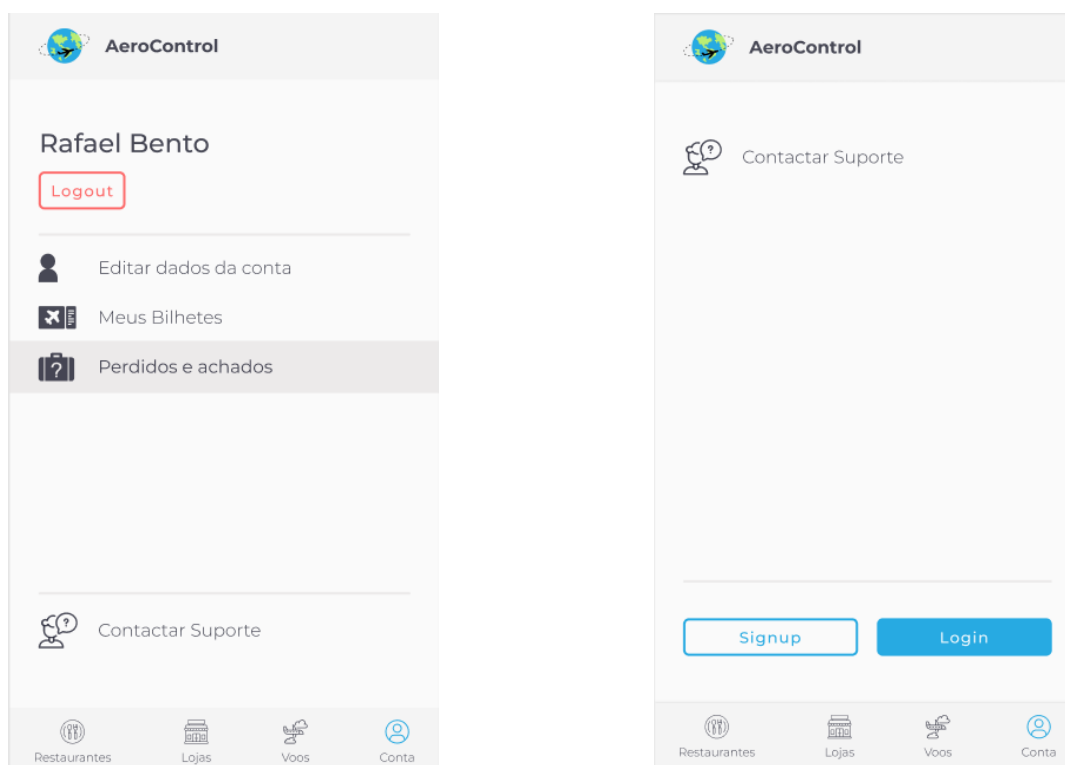 AeroControl
Rafael Bento
Logout
Editar dados da conta
Meus Bilhetes
?
Perdidos e achados
?
Contactar Suporte
Restaurantes
Lojas
Voos
Conta
AeroControl
?
Contactar Suporte
Signup
Login
Restaurantes
Lojas
Voos
Conta